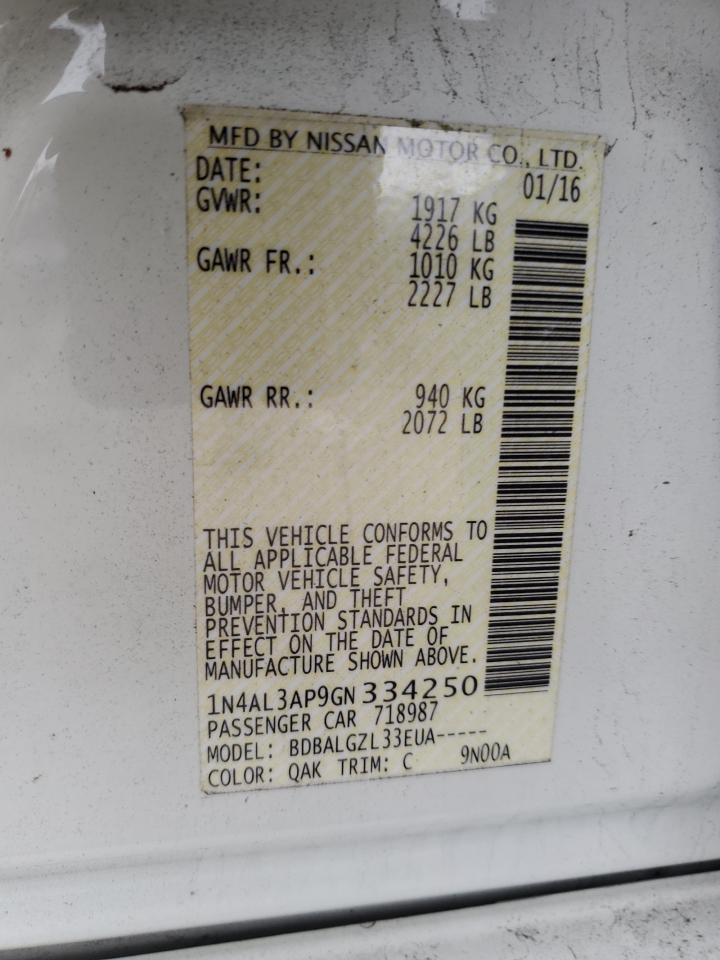 MFD BY NISSAN MOTOR CO., LTD.
DATE: 01/16
GVWR: 1917 KG
4226 LB
GAWR FR.: 1010 KG
2227 LB
GAWR RR.: 940 KG
2072 LB
THIS VEHICLE CONFORMS TO
ALL APPLICABLE FEDERAL
MOTOR VEHICLE SAFETY,
BUMPER, AND THEFT
PREVENTION STANDARDS IN
EFFECT ON THE DATE OF
MANUFACTURE SHOWN ABOVE.
1N4AL3AP9GN334250
PASSENGER CAR 718987
MODEL: BDBALGZL33EUA-----
COLOR: QAK TRIM: C 9N00A